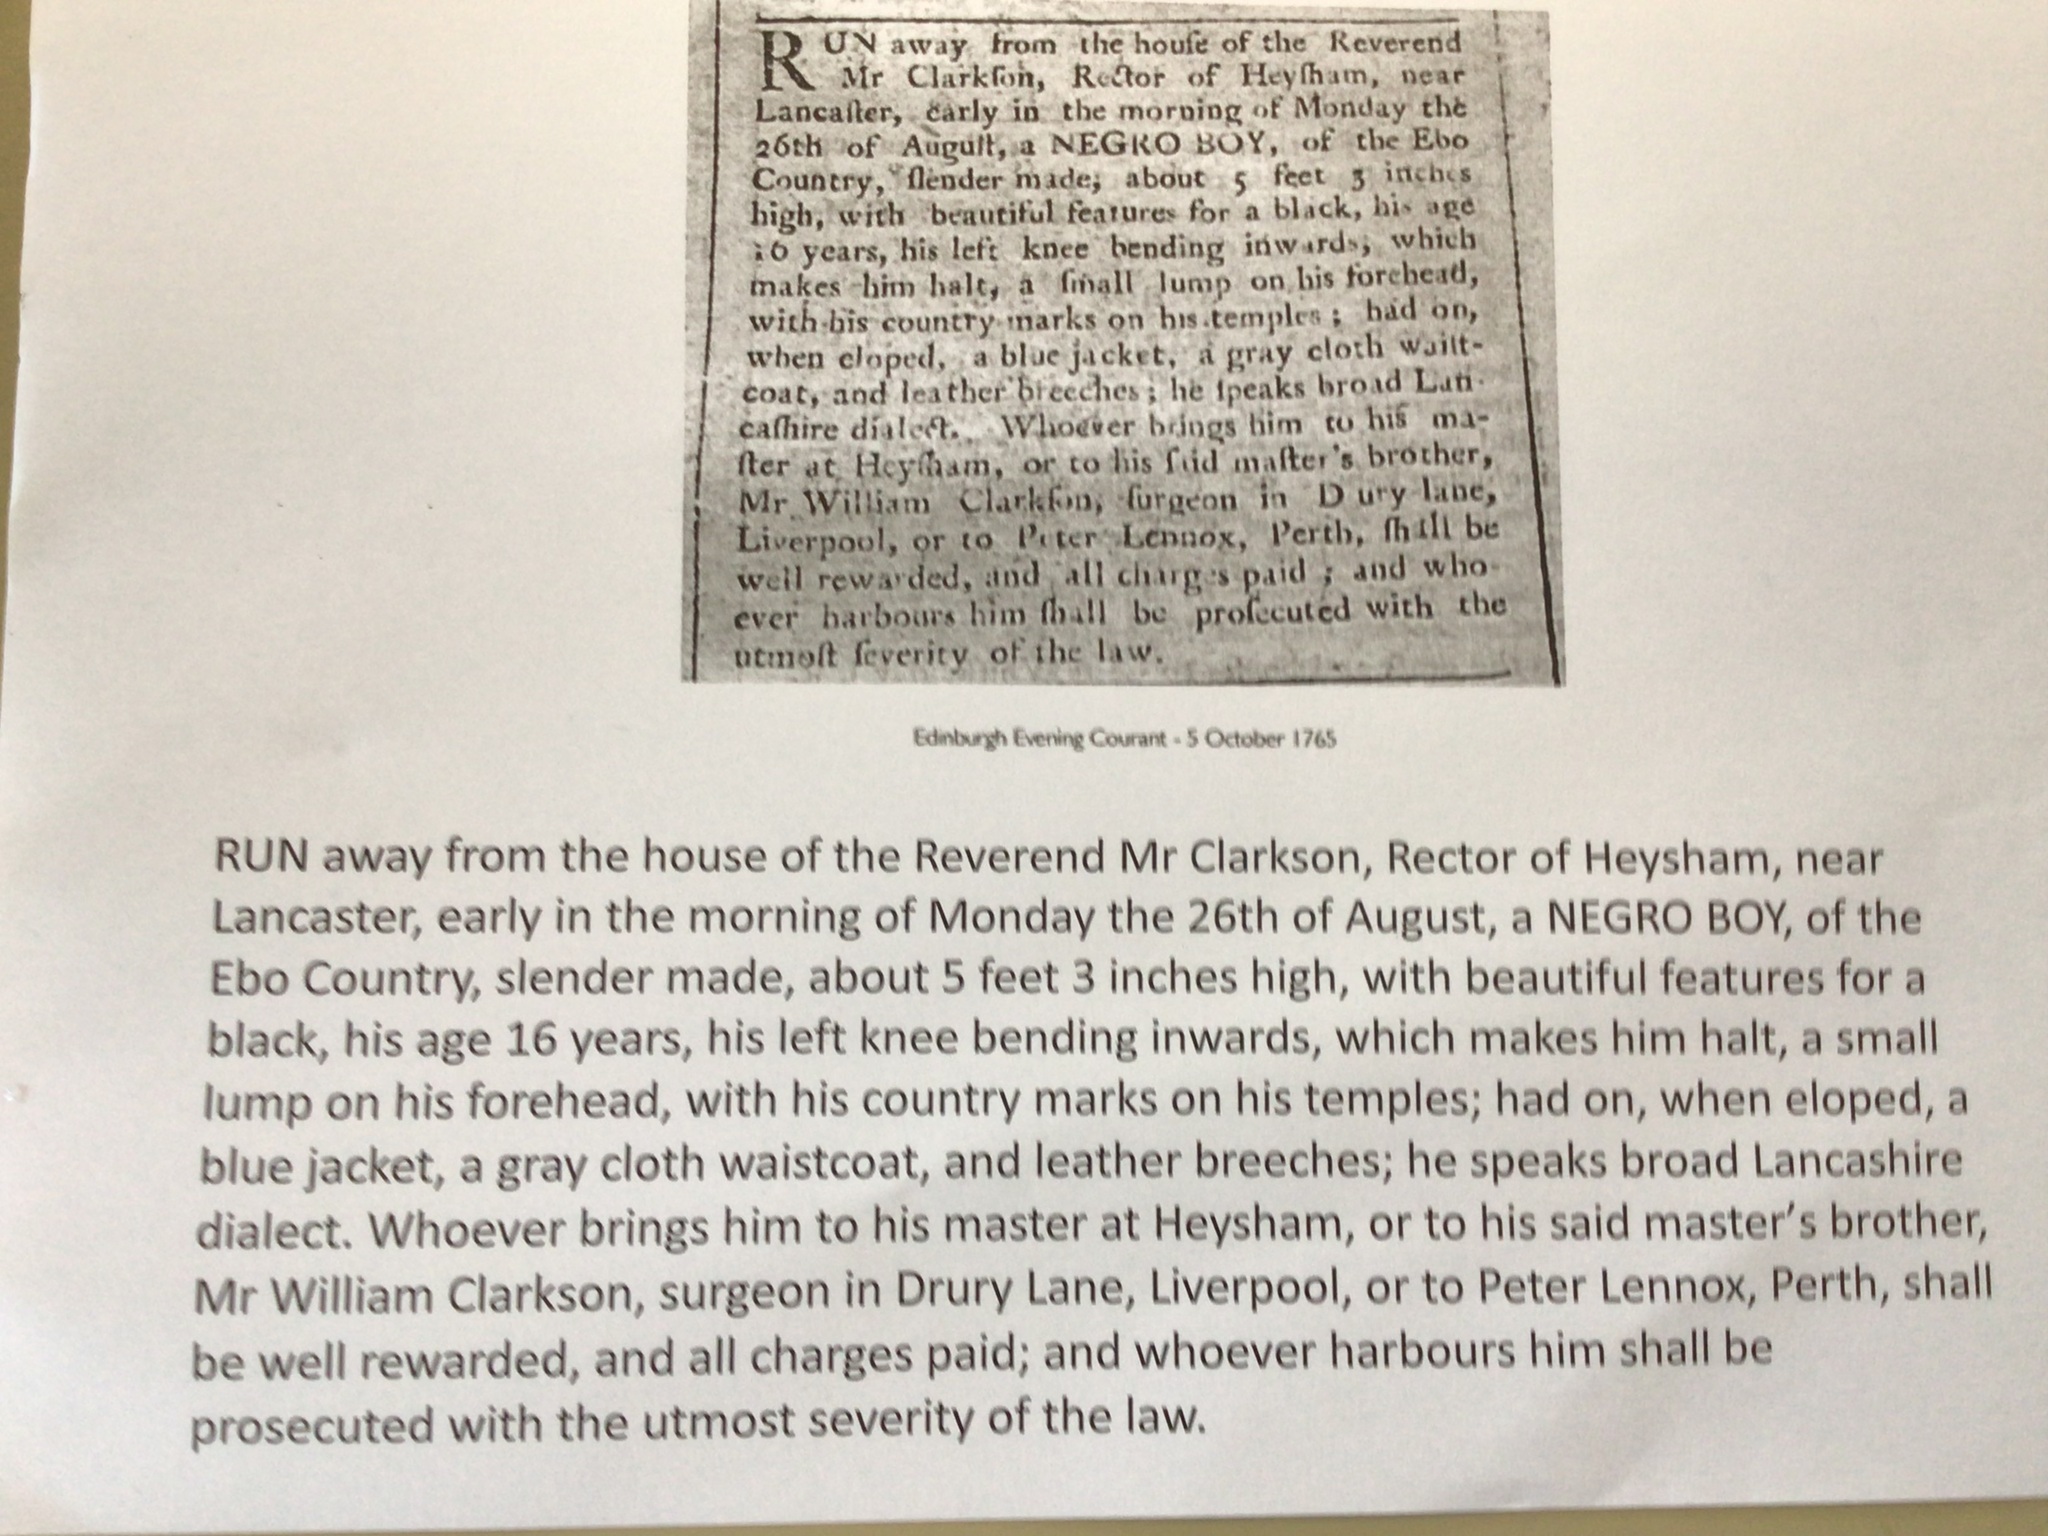 RUN away from the houſe of the Reverend
Mr Clarkſon, Rector of Heyſham, near
Lancaſter, early in the morning of Monday the
26th of Auguſt, a NEGRO BOY, of the Ebo
Country, ſlender made, about 5 feet 3 inches
high, with beautiful features for a black, his age
16 years, his left knee bending inwards, which
makes him halt, a ſmall lump on his forehead,
with his country marks on his temples; had on,
when eloped, a blue jacket, a gray cloth waiſt-
coat, and leather breeches; he ſpeaks broad Lan-
caſhire dialect. Whoever brings him to his ma-
ſter at Heyſham, or to his ſaid maſter's brother,
Mr William Clarkſon, ſurgeon in D ury lane,
Liverpool, or to Peter Lennox, Perth, ſhall be
well rewarded, and all charges paid; and who-
ever harbours him ſhall be proſecuted with the
utmoſt ſeverity of the law.
Edinburgh Evening Courant - 5 October 1765
RUN away from the house of the Reverend Mr Clarkson, Rector of Heysham, near
Lancaster, early in the morning of Monday the 26th of August, a NEGRO BOY, of the
Ebo Country, slender made, about 5 feet 3 inches high, with beautiful features for a
black, his age 16 years, his left knee bending inwards, which makes him halt, a small
lump on his forehead, with his country marks on his temples; had on, when eloped, a
blue jacket, a gray cloth waistcoat, and leather breeches; he speaks broad Lancashire
dialect. Whoever brings him to his master at Heysham, or to his said master’s brother,
Mr William Clarkson, surgeon in Drury Lane, Liverpool, or to Peter Lennox, Perth, shall
be well rewarded, and all charges paid; and whoever harbours him shall be
prosecuted with the utmost severity of the law.